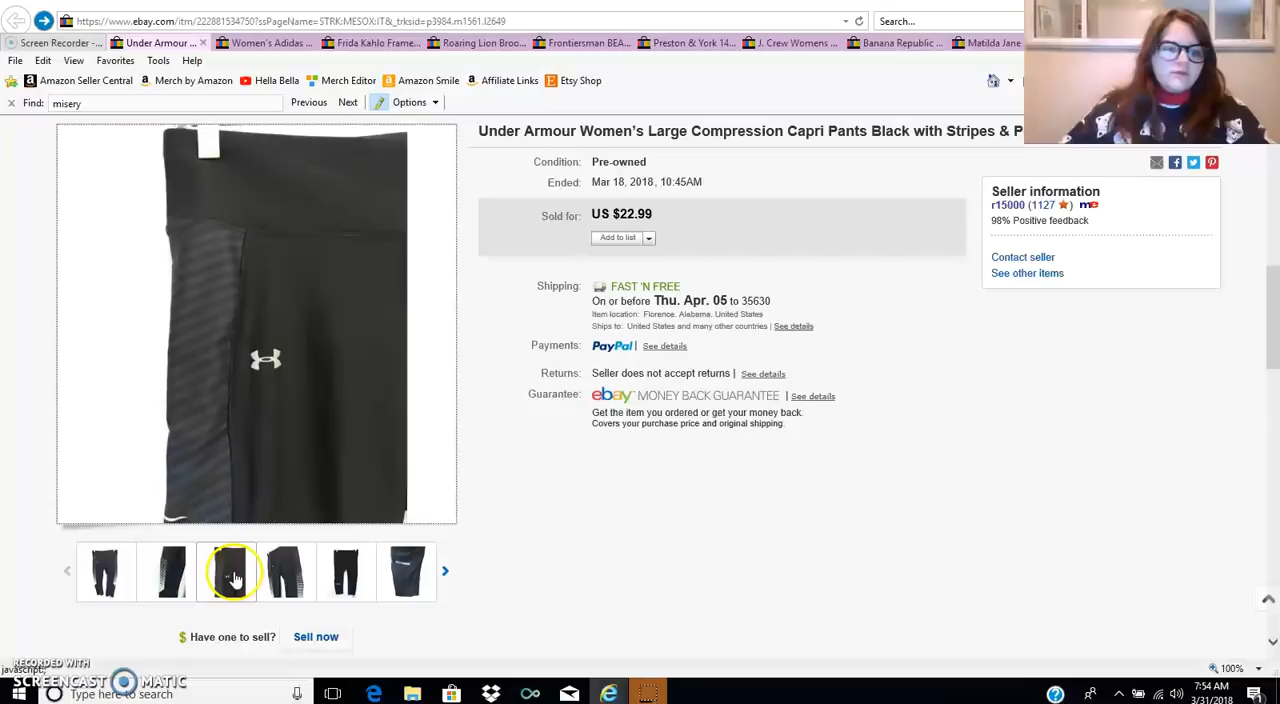 https://www.ebay.com/itm/222881534750?ssPageName=STRK:MESOX:IT&_trksid=p3984.m1561.l2649
Search...
Screen Recorder -...
Under Armour ...
Women's Adidas ...
Frida Kahlo Frame...
Roaring Lion Broo...
Frontiersman BEA...
Preston & York 14...
J. Crew Womens ...
Banana Republic ...
Matilda Jane
File Edit View Favorites Tools Help
Amazon Seller Central
Merch by Amazon
Hella Bella
Merch Editor
Amazon Smile
Affiliate Links
Etsy Shop
Find: misery
Previous Next Options
Under Armour Women's Large Compression Capri Pants Black with Stripes & P
Condition: Pre-owned
Ended: Mar 18, 2018 , 10:45AM
Sold for: US $22.99
Add to list
Shipping: FAST 'N FREE
On or before Thu. Apr. 05 to 35630
Item location: Florence, Alabama, United States
Ships to: United States and many other countries | See details
Payments: PayPal | See details
Returns: Seller does not accept returns | See details
Guarantee: ebay MONEY BACK GUARANTEE | See details
Get the item you ordered or get your money back.
Covers your purchase price and original shipping.
Seller information
r15000 (1127 ) me
98% Positive feedback
Contact seller
See other items
$ Have one to sell? Sell now
RECORDED WITH
SCREENCAST MATIC
javascript:;
100%
Type here to search
7:54 AM
3/31/2018